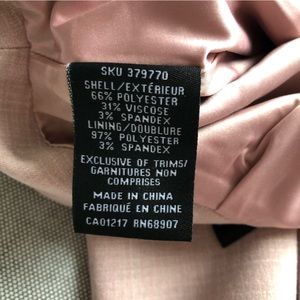 SKU 379770
SHELL/EXTÉRIEUR
66% POLYESTER
31% VISCOSE
3% SPANDEX
LINING/DOUBLURE
97% POLYESTER
3% SPANDEX
EXCLUSIVE OF TRIMS/
GARNITURES NON
COMPRISES
MADE IN CHINA
FABRIQUÉ EN CHINE
CA01217 RN68907